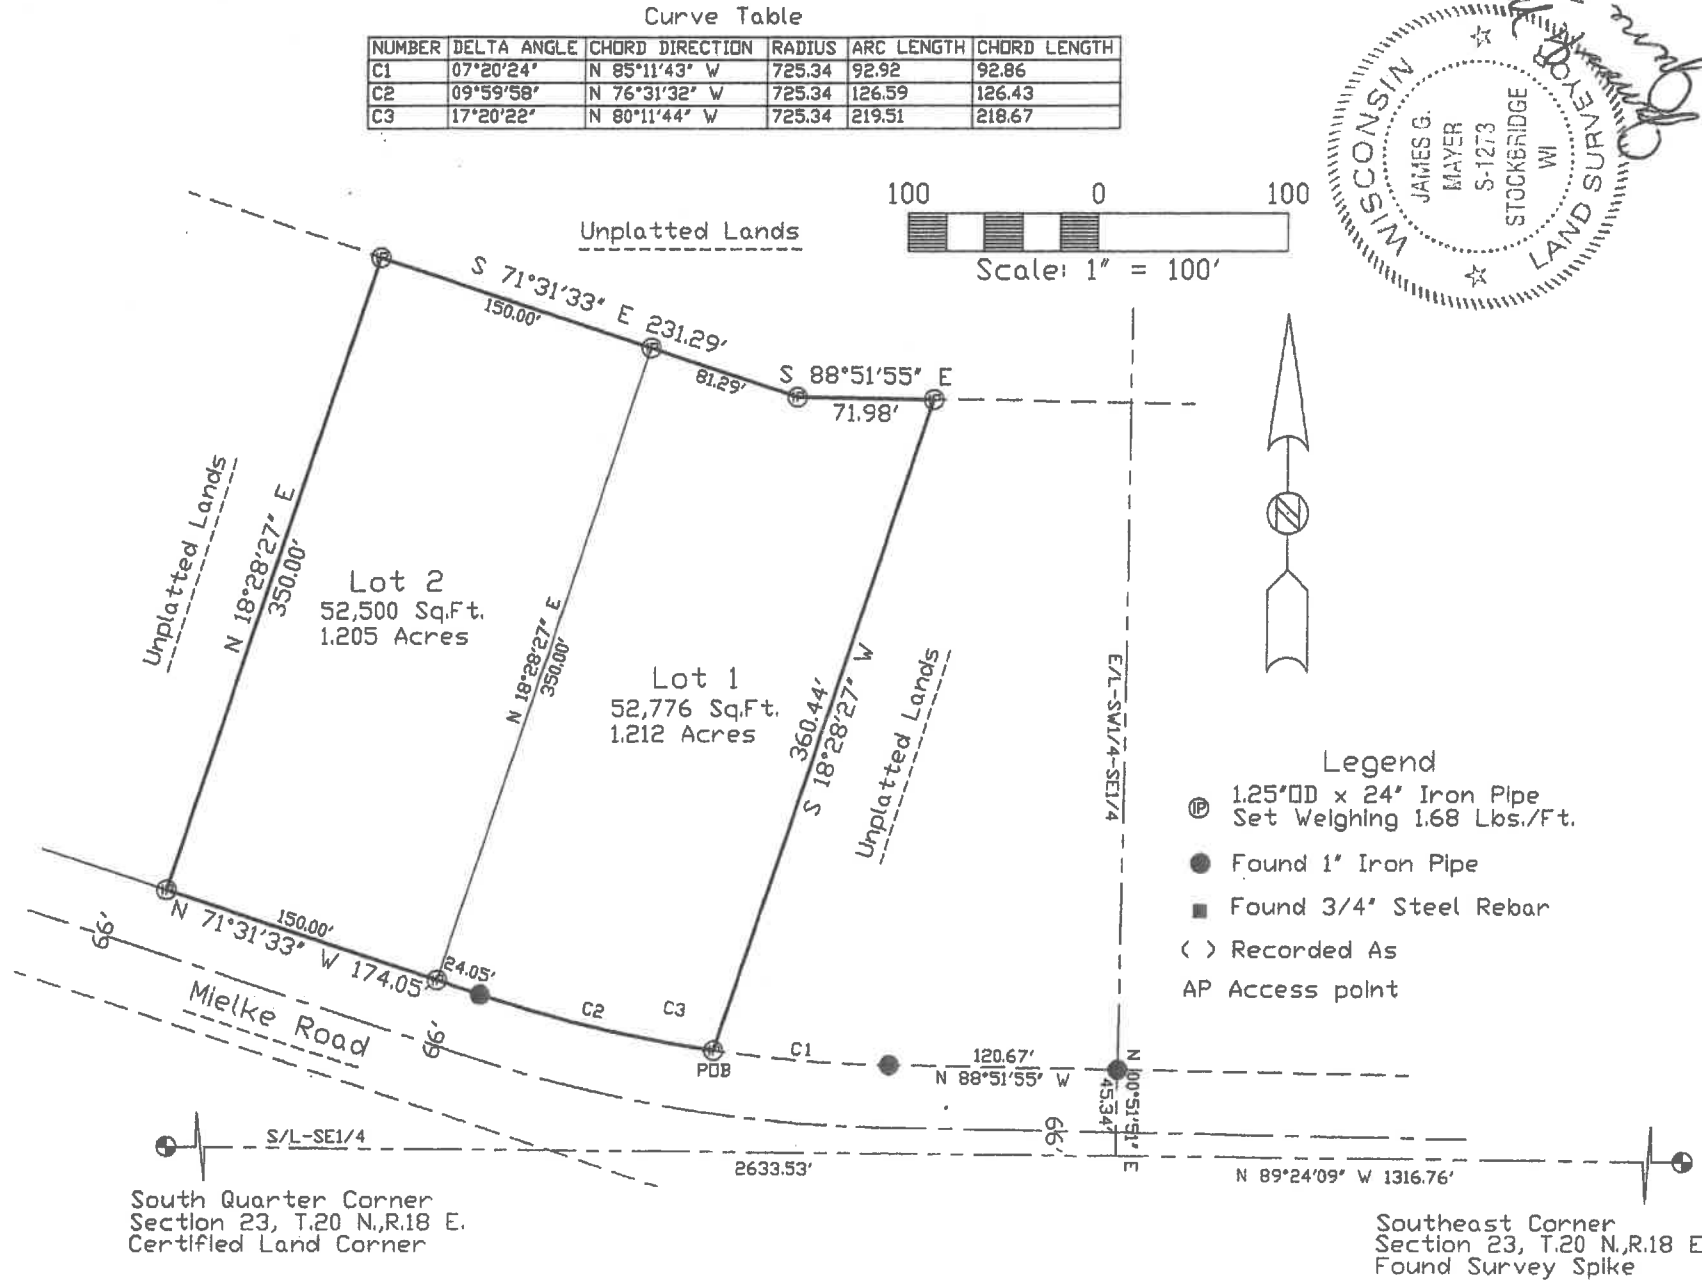 Curve Table
NUMBER DELTA ANGLE CHORD DIRECTION RADIUS ARC LENGTH CHORD LENGTH
C1 07°20'24" N 85°11'43" W 725.34 92.92 92.86
C2 09°59'58" N 76°31'32" W 725.34 126.59 126.43
C3 17°20'22" N 80°11'44" W 725.34 219.51 218.67
WISCONSIN
LAND SURVEYOR
JAMES G.
MAYER
S-1273
STOCKBRIDGE
WI
100 0 100
Scale: 1" = 100'
Unplatted Lands
S 71°31'33" E 231.29'
150.00'
81.29'
S 88°51'55" E
71.98'
Unplatted Lands
N 18°28'27" E
350.00'
Lot 2
52,500 Sq.Ft.
1.205 Acres
N 18°28'27" E
350.00'
Lot 1
52,776 Sq.Ft.
1.212 Acres
360.44'
S 18°28'27" W
Unplatted Lands
E/L-SW1/4-SE1/4
N
Legend
IP 1.25"OD x 24" Iron Pipe
Set Weighing 1.68 Lbs./Ft.
Found 1" Iron Pipe
Found 3/4" Steel Rebar
( ) Recorded As
AP Access point
150.00'
N 71°31'33" W 174.05'
24.05'
C2
C3
C1
POB
120.67'
N 88°51'55" W
N 00°51'51" E
45.34'
66'
66'
66'
Mielke Road
S/L-SE1/4
2633.53'
N 89°24'09" W 1316.76'
South Quarter Corner
Section 23, T.20 N.,R.18 E.
Certified Land Corner
Southeast Corner
Section 23, T.20 N.,R.18 E
Found Survey Spike